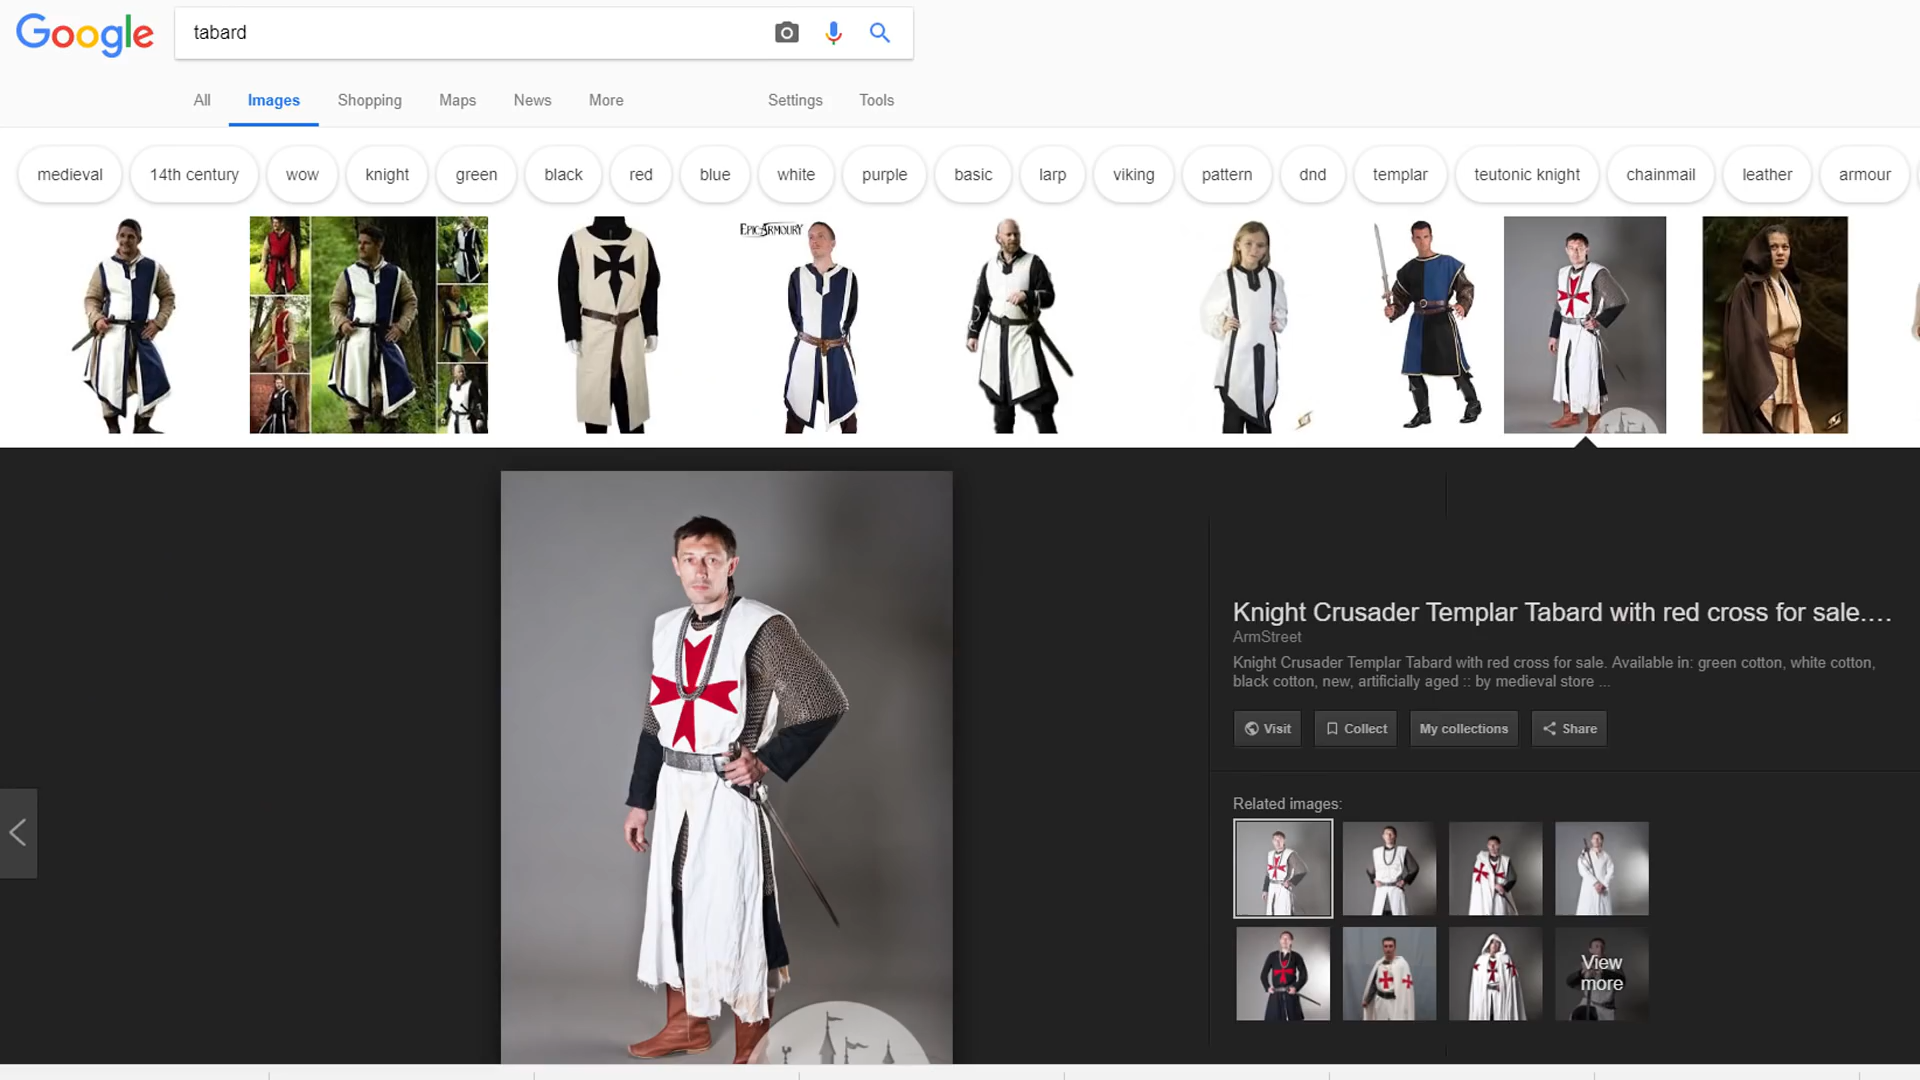 Google
tabard
All Images Shopping Maps News More Settings Tools
medieval 14th century wow knight green black red blue white purple basic larp viking pattern dnd templar teutonic knight chainmail leather armour
EPIC ARMOURY
Knight Crusader Templar Tabard with red cross for sale....
ArmStreet
Knight Crusader Templar Tabard with red cross for sale. Available in: green cotton, white cotton,
black cotton, new, artificially aged :: by medieval store ...
Visit Collect My collections Share
Related images:
View
more